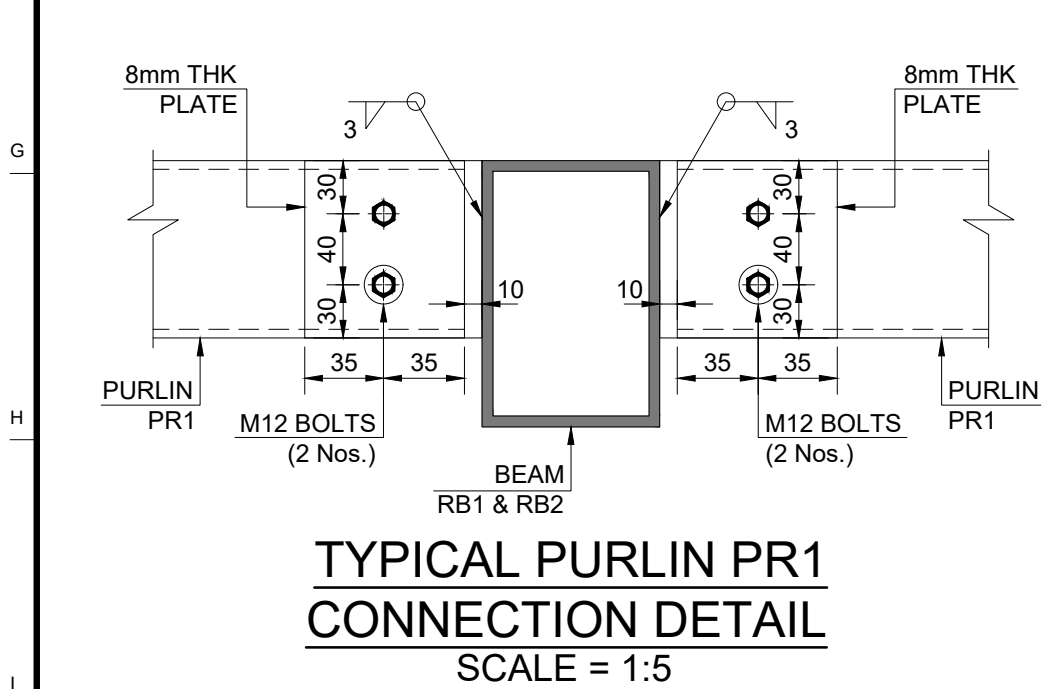 8mm THK
PLATE
8mm THK
PLATE
3
3
G
30
30
40
40
10
10
30
30
35
35
35
35
PURLIN
PR1
PURLIN
PR1
H
M12 BOLTS
(2 Nos.)
M12 BOLTS
(2 Nos.)
BEAM
RB1 & RB2
TYPICAL PURLIN PR1
CONNECTION DETAIL
SCALE = 1:5